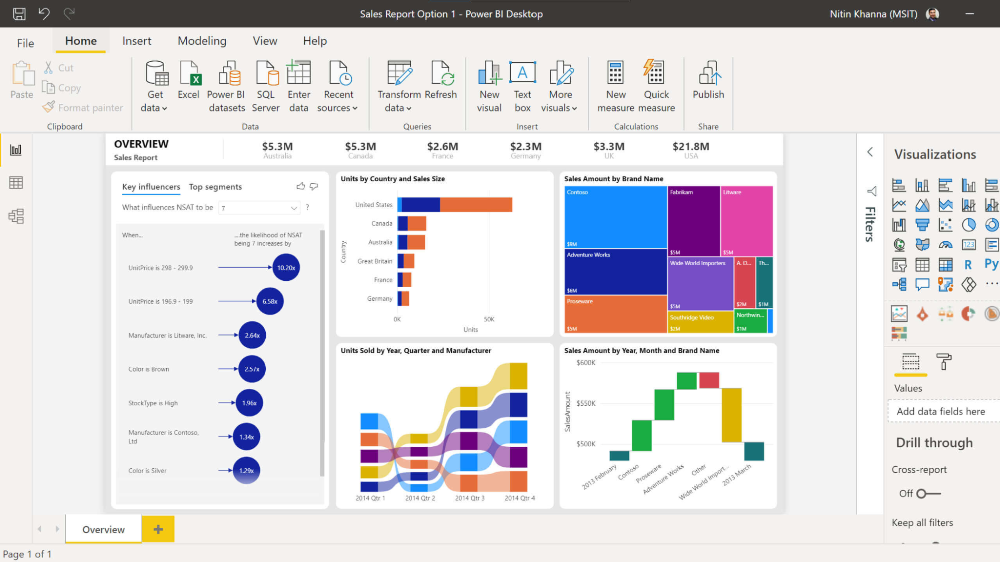 Sales Report Option 1 - Power BI Desktop
Nitin Khanna (MSIT)
File
Home
Insert
Modeling
View
Help
Paste
Cut
Copy
Format painter
Clipboard
Get data
Excel
Power BI datasets
SQL Server
Enter data
Recent sources
Data
Transform data
Refresh
Queries
New visual
Text box
More visuals
Insert
New measure
Quick measure
Calculations
Publish
Share
OVERVIEW
Sales Report
$5.3M
Australia
$5.3M
Canada
$2.6M
France
$2.3M
Germany
$3.3M
UK
$21.8M
USA
Key influencers
Top segments
What influences NSAT to be
7
?
When...
....the likelihood of NSAT
being 7 increases by
UnitPrice is 298 - 299.9
10.20x
UnitPrice is 196.9 - 199
6.58x
Manufacturer is Litware, Inc.
2.64x
Color is Brown
2.57x
StockType is High
1.96x
Manufacturer is Contoso,
Ltd
1.34x
Color is Silver
1.29x
Units by Country and Sales Size
Country
United States
Canada
Australia
Great Britain
France
Germany
0K
50K
Units
Sales Amount by Brand Name
Contoso
$9M
Adventure Works
$6M
Proseware
$5M
Fabrikam
$5M
Litware
$5M
Wide World Importers
$5M
A. D...
$2M
Th...
$1M
Southridge Video
$2M
Northwin...
$1M
Units Sold by Year, Quarter and Manufacturer
2014 Qtr 1
2014 Qtr 2
2014 Qtr 3
2014 Qtr 4
Sales Amount by Year, Month and Brand Name
SalesAmount
$600K
$550K
$500K
2013 February
Contoso
Proseware
Adventure Works
Other
Wide World Import...
2013 March
Filters
Visualizations
123
R
Py
Values
Add data fields here
Drill through
Cross-report
Off
Keep all filters
Overview
Page 1 of 1